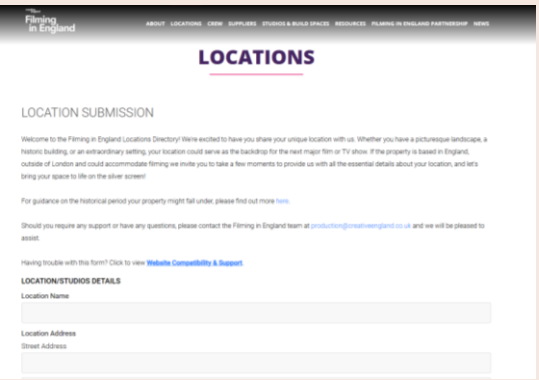 Filming
in England
ABOUT LOCATIONS CREW SUPPLIERS STUDIOS & BUILD SPACES RESOURCES FILMING IN ENGLAND PARTNERSHIP NEWS
LOCATIONS
LOCATION SUBMISSION
Welcome to the Filming in England Locations Directory! We're excited to have you share your unique location with us. Whether you have a picturesque landscape, a
historic building, or an extraordinary setting, your location could serve as the backdrop for the next major film or TV show. If the property is based in England,
outside of London and could accommodate filming we invite you to take a few moments to provide us with all the essential details about your location, and let's
bring your space to life on the silver screen!
For guidance on the historical period your property might fall under, please find out more here.
Should you require any support or have any questions, please contact the Filming in England team at production@creativeengland.co.uk and we will be pleased to
assist.
Having trouble with this form? Click to view Website Compatibility & Support.
LOCATION/STUDIOS DETAILS
Location Name
Location Address
Street Address